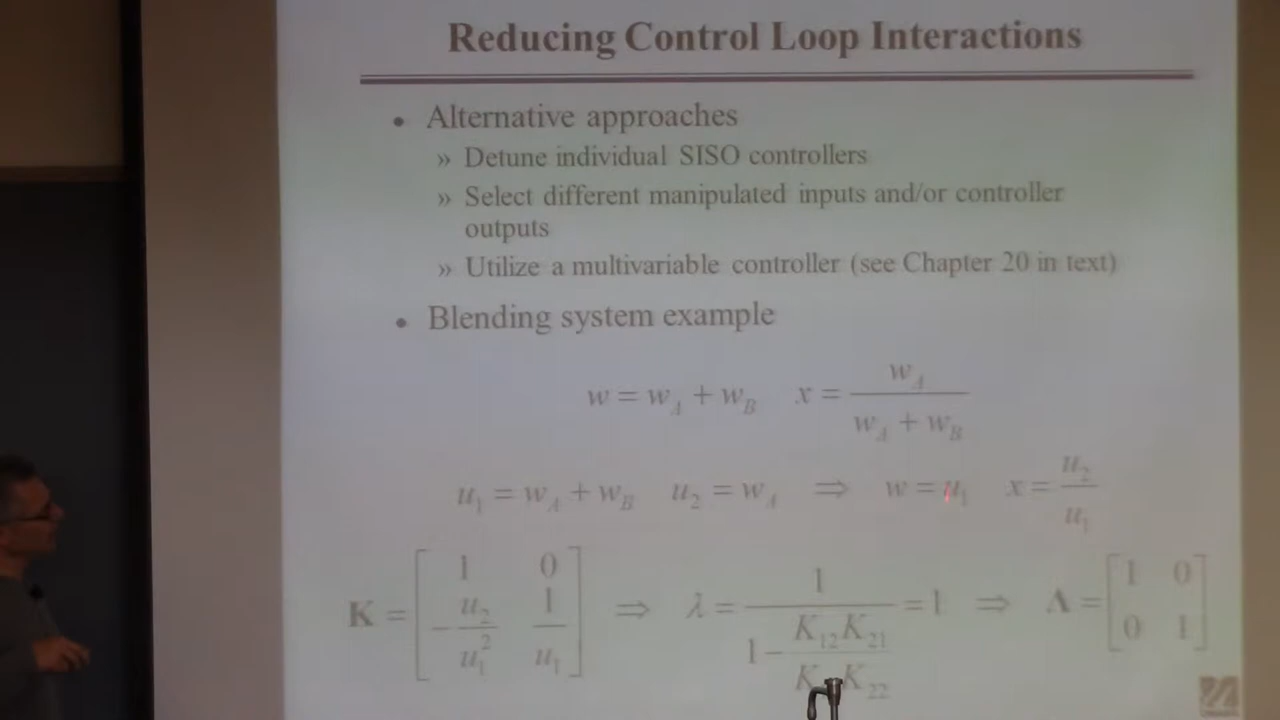 Reducing Control Loop Interactions
• Alternative approaches
» Detune individual SISO controllers
» Select different manipulated inputs and/or controller
outputs
» Utilize a multivariable controller (see Chapter 20 in text)
• Blending system example
w = w_A + w_B    x = w_A / (w_A + w_B)
u_1 = w_A + w_B    u_2 = w_A    ⇒    w = u_1    x = u_2 / u_1
K = [ 1    0 ; -u_2/u_1^2    1/u_1 ]    ⇒    λ = 1 / (1 - K_12 K_21 / (K K_22)) = 1    ⇒    Λ = [ 1    0 ; 0    1 ]